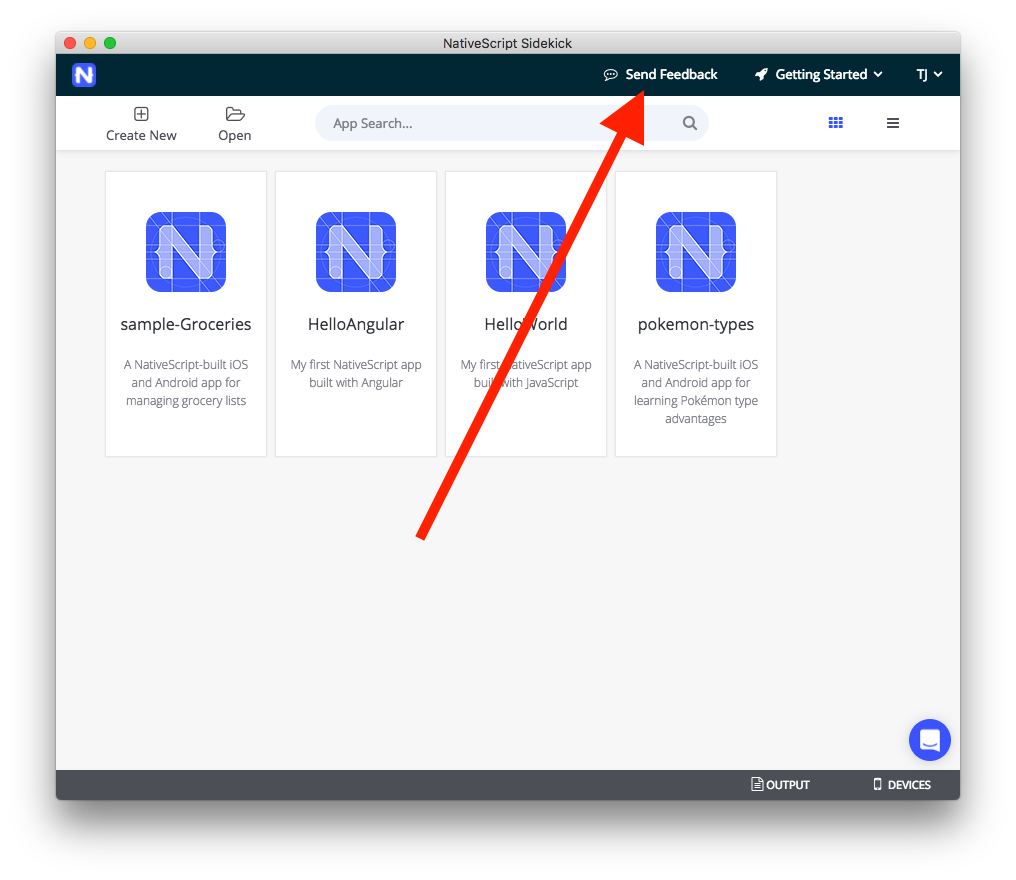 NativeScript Sidekick
N
Send Feedback
Getting Started
TJ
Create New
Open
App Search...
N
sample-Groceries
A NativeScript-built iOS
and Android app for
managing grocery lists
N
HelloAngular
My first NativeScript app
built with Angular
N
HelloWorld
My first NativeScript app
built with JavaScript
N
pokemon-types
A NativeScript-built iOS
and Android app for
learning Pokémon type
advantages
OUTPUT
DEVICES